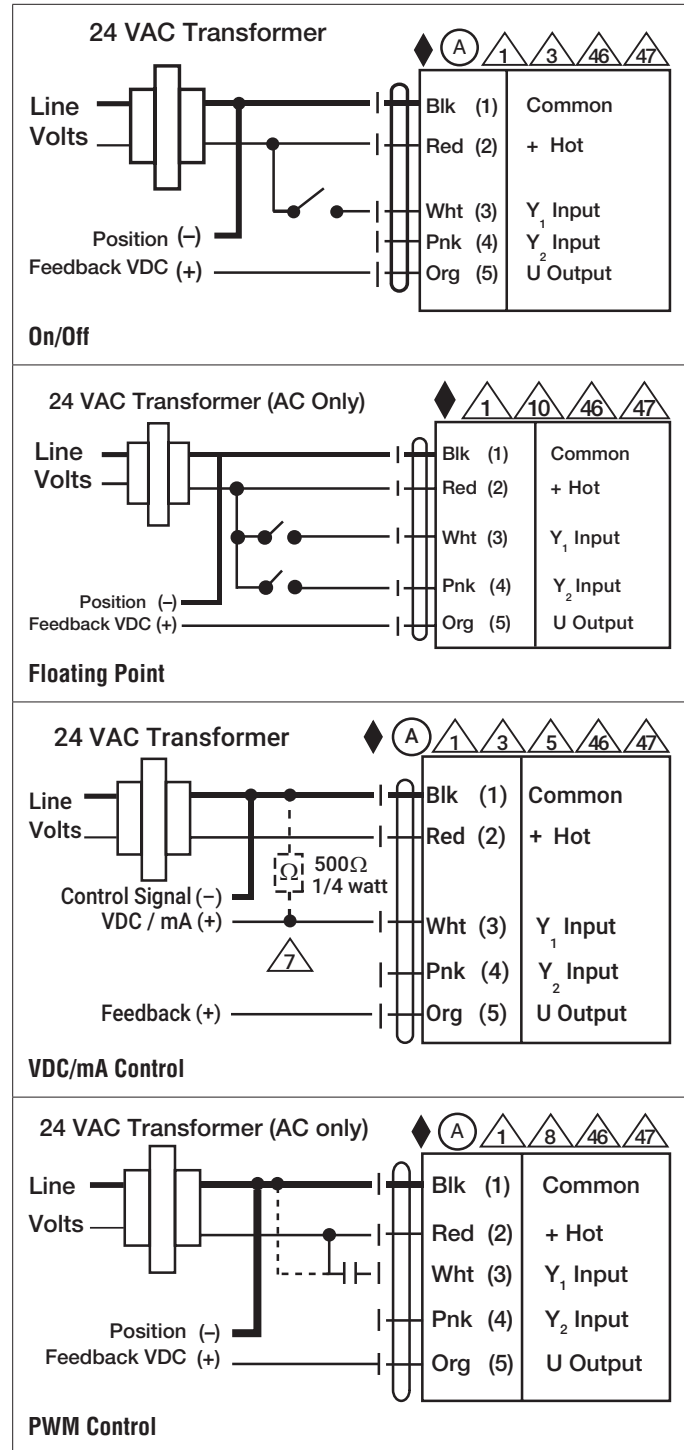 24 VAC Transformer
A 1 3 46 47
Line
Volts
Blk (1) Common
Red (2) + Hot
Wht (3) Y1 Input
Position (–)
Pnk (4) Y2 Input
Feedback VDC (+)
Org (5) U Output
On/Off
24 VAC Transformer (AC Only)
1 10 46 47
Line
Volts
Blk (1) Common
Red (2) + Hot
Wht (3) Y1 Input
Pnk (4) Y2 Input
Position (–)
Feedback VDC (+)
Org (5) U Output
Floating Point
24 VAC Transformer
A 1 3 5 46 47
Line
Volts
Blk (1) Common
Red (2) + Hot
Ω 500Ω
1/4 watt
Control Signal (–)
VDC / mA (+)
Wht (3) Y1 Input
7
Pnk (4) Y2 Input
Feedback (+)
Org (5) U Output
VDC/mA Control
24 VAC Transformer (AC only)
A 1 8 46 47
Line
Volts
Blk (1) Common
Red (2) + Hot
Wht (3) Y1 Input
Pnk (4) Y2 Input
Position (–)
Feedback VDC (+)
Org (5) U Output
PWM Control